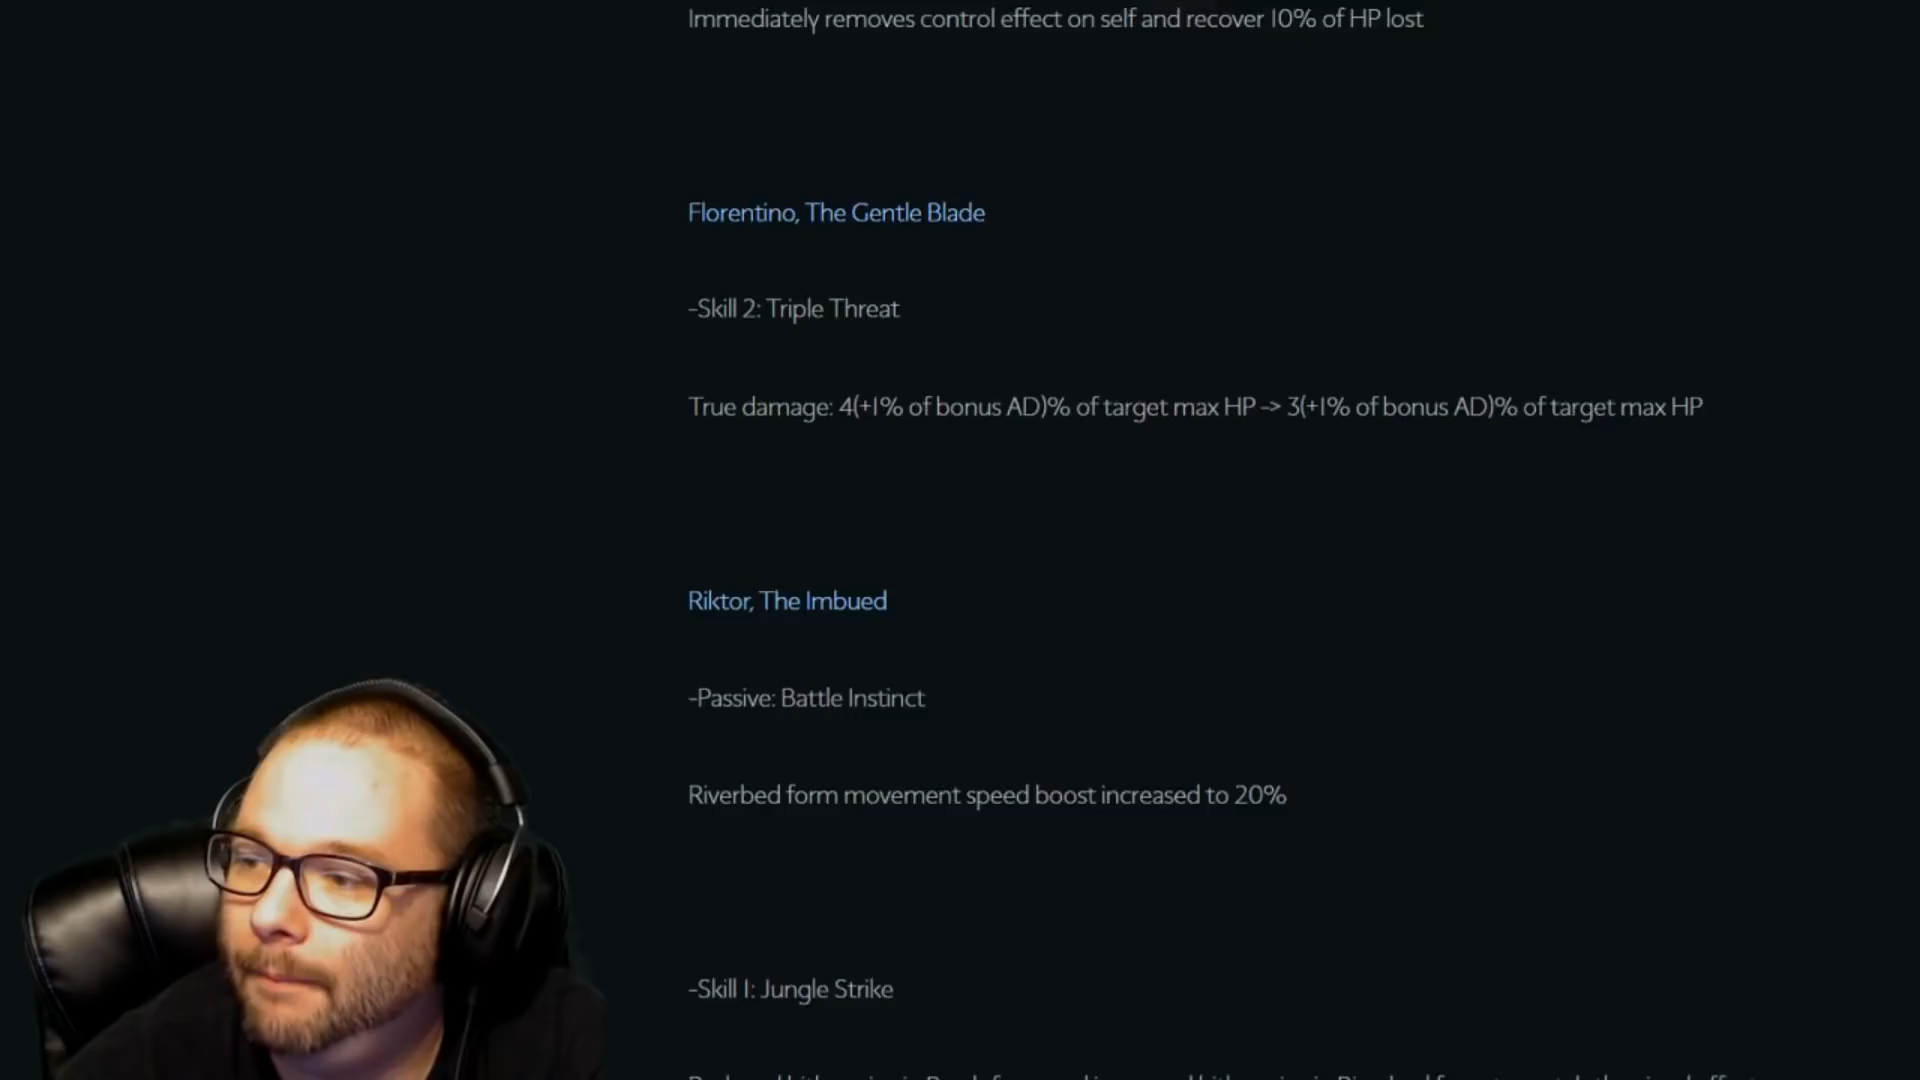 Immediately removes control effect on self and recover 10% of HP lost
Florentino, The Gentle Blade
-Skill 2: Triple Threat
True damage: 4(+1% of bonus AD)% of target max HP -> 3(+1% of bonus AD)% of target max HP
Riktor, The Imbued
-Passive: Battle Instinct
Riverbed form movement speed boost increased to 20%
-Skill 1: Jungle Strike